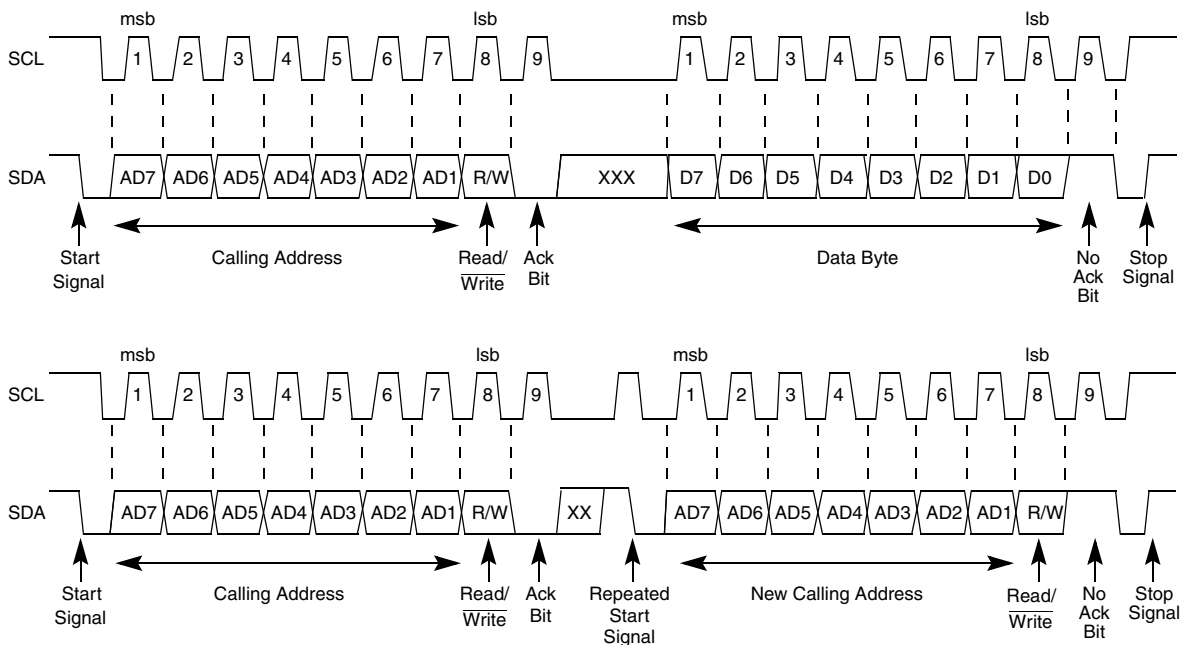 msb lsb msb lsb
SCL 1 2 3 4 5 6 7 8 9 1 2 3 4 5 6 7 8 9
SDA AD7 AD6 AD5 AD4 AD3 AD2 AD1 R/W XXX D7 D6 D5 D4 D3 D2 D1 D0
Start
Signal
Calling Address
Read/
Write
Ack
Bit
Data Byte
No
Ack
Bit
Stop
Signal
msb lsb msb lsb
SCL 1 2 3 4 5 6 7 8 9 1 2 3 4 5 6 7 8 9
SDA AD7 AD6 AD5 AD4 AD3 AD2 AD1 R/W XX AD7 AD6 AD5 AD4 AD3 AD2 AD1 R/W
Start
Signal
Calling Address
Read/
Write
Ack
Bit
Repeated
Start
Signal
New Calling Address
Read/
Write
No
Ack
Bit
Stop
Signal